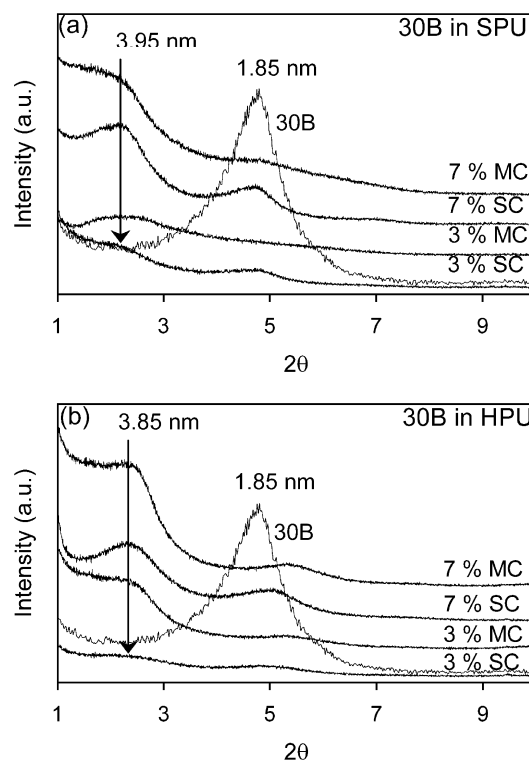 (a)
30B in SPU
3.95 nm
1.85 nm
30B
Intensity (a.u.)
7 % MC
7 % SC
3 % MC
3 % SC
1 3 5 7 9
2θ
(b)
30B in HPU
3.85 nm
1.85 nm
30B
Intensity (a.u.)
7 % MC
7 % SC
3 % MC
3 % SC
1 3 5 7 9
2θ